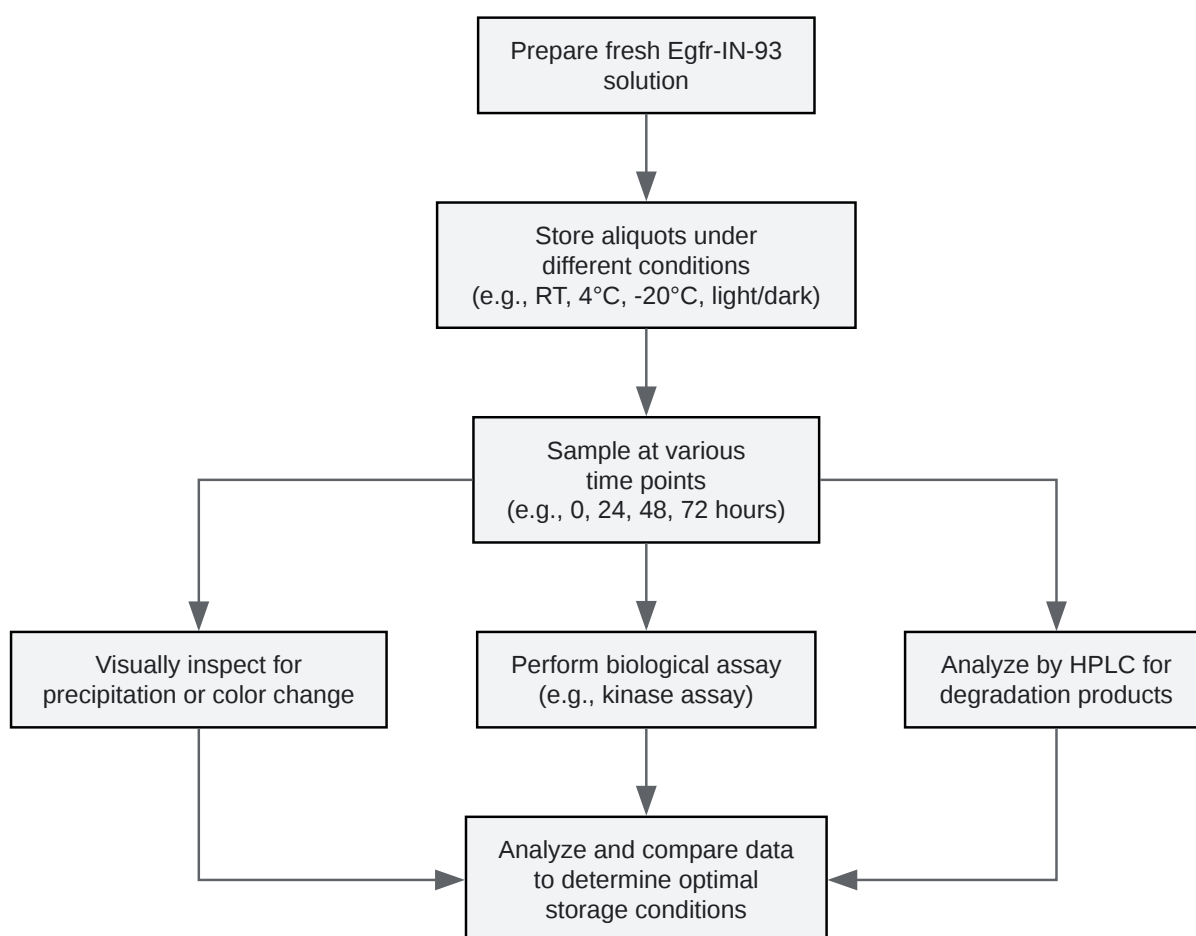 Prepare fresh Egfr-IN-93
solution
Store aliquots under
different conditions
(e.g., RT, 4°C, -20°C, light/dark)
Sample at various
time points
(e.g., 0, 24, 48, 72 hours)
Visually inspect for
precipitation or color change
Perform biological assay
(e.g., kinase assay)
Analyze by HPLC for
degradation products
Analyze and compare data
to determine optimal
storage conditions